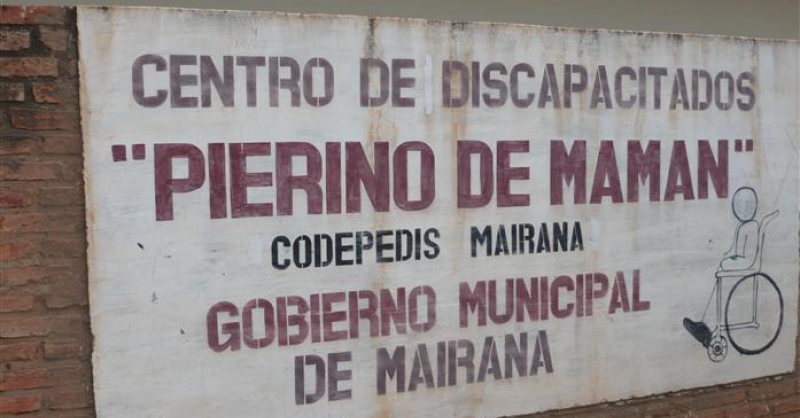 CENTRO DE DISCAPACITADOS
"PIERINO DE MAMAN"
CODEPEDIS MAIRANA
GOBIERNO MUNICIPAL
DE MAIRANA